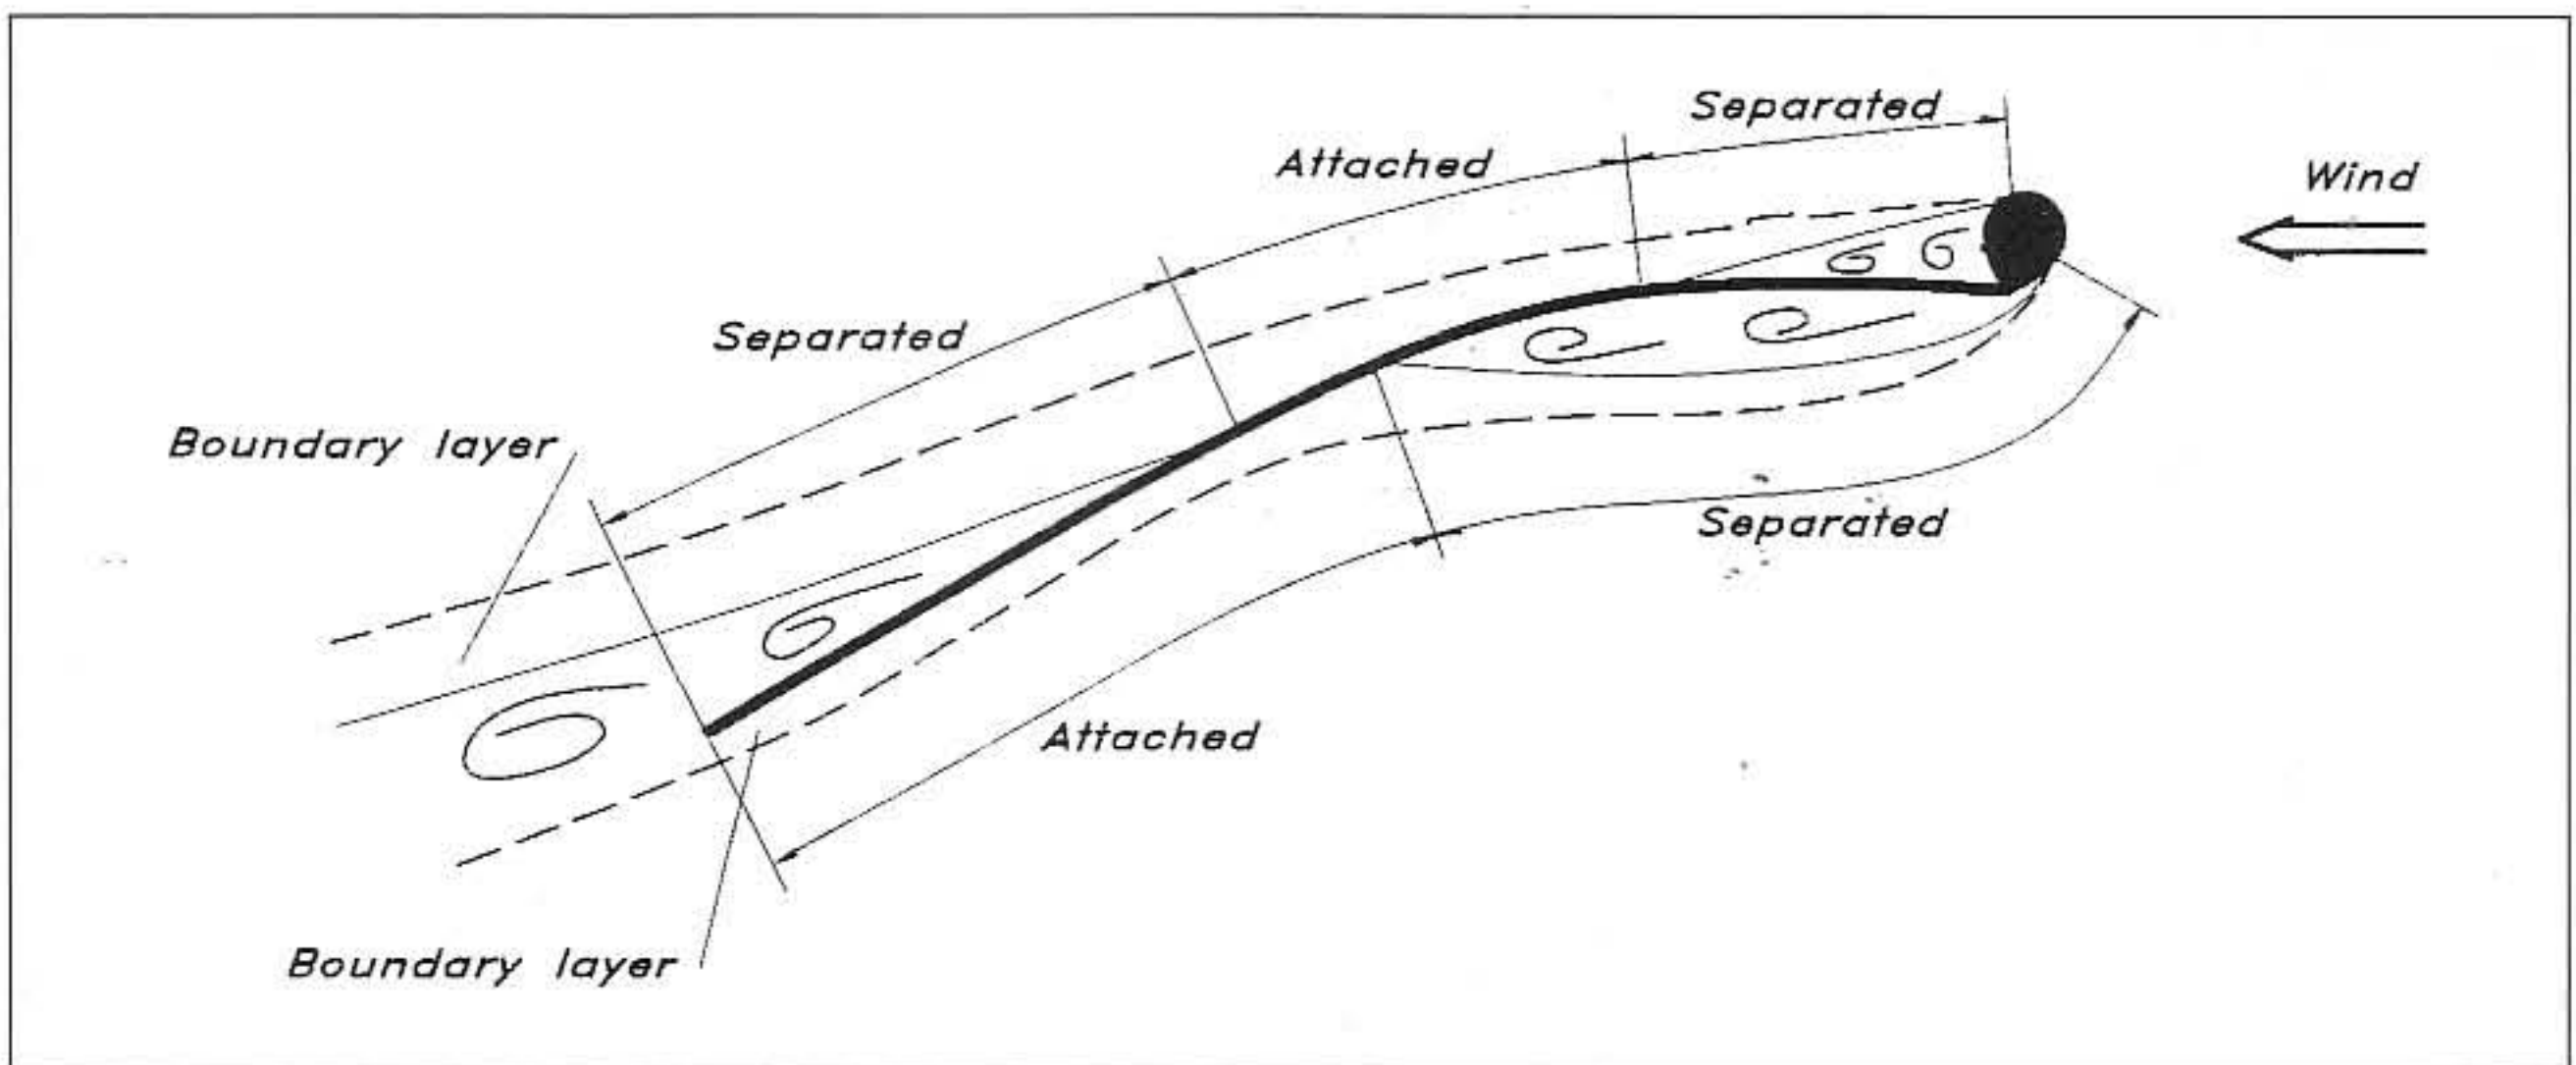 Separated
Attached
Wind
Separated
Boundary layer
Separated
Attached
Boundary layer